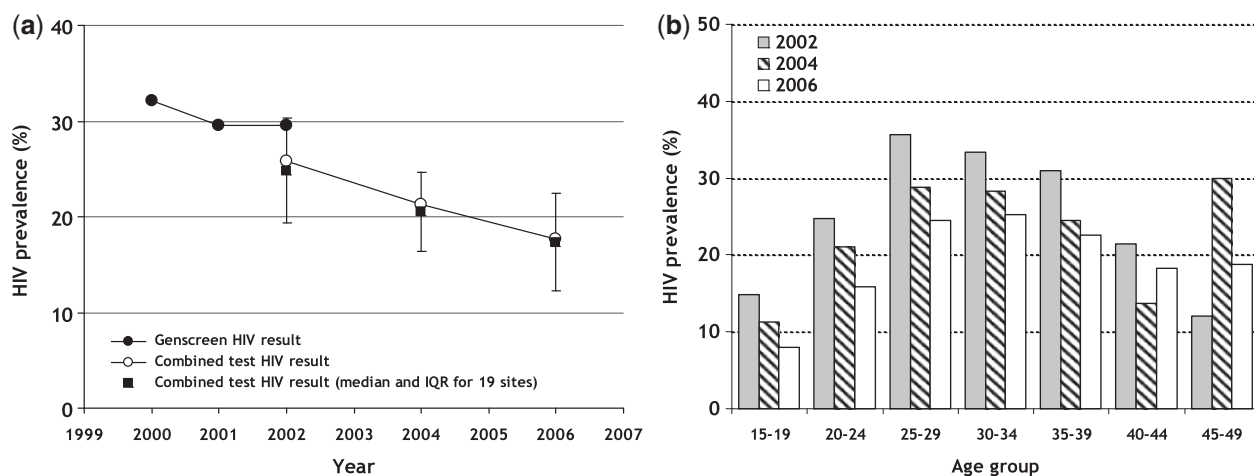 (a)
HIV prevalence (%)
40
30
20
10
0
Genscreen HIV result
Combined test HIV result
Combined test HIV result (median and IQR for 19 sites)
1999 2000 2001 2002 2003 2004 2005 2006 2007
Year
(b)
HIV prevalence (%)
50
40
30
20
10
0
2002
2004
2006
15-19 20-24 25-29 30-34 35-39 40-44 45-49
Age group